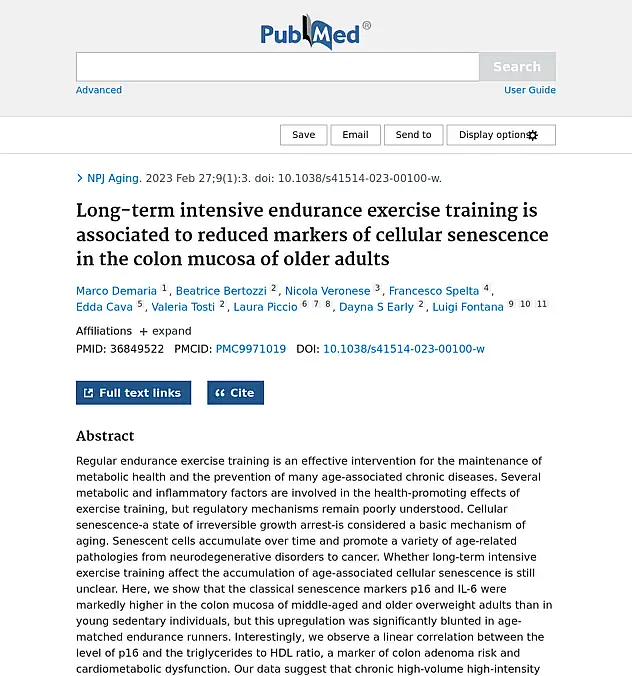 PubMed®
Search
Advanced
User Guide
Save
Email
Send to
Display options
NPJ Aging. 2023 Feb 27;9(1):3. doi: 10.1038/s41514-023-00100-w.
Long-term intensive endurance exercise training is
associated to reduced markers of cellular senescence
in the colon mucosa of older adults
Marco Demaria 1, Beatrice Bertozzi 2, Nicola Veronese 3, Francesco Spelta 4,
Edda Cava 5, Valeria Tosti 2, Laura Piccio 6 7 8, Dayna S Early 2, Luigi Fontana 9 10 11
Affiliations + expand
PMID: 36849522 PMCID: PMC9971019 DOI: 10.1038/s41514-023-00100-w
Full text links
Cite
Abstract
Regular endurance exercise training is an effective intervention for the maintenance of
metabolic health and the prevention of many age-associated chronic diseases. Several
metabolic and inflammatory factors are involved in the health-promoting effects of
exercise training, but regulatory mechanisms remain poorly understood. Cellular
senescence-a state of irreversible growth arrest-is considered a basic mechanism of
aging. Senescent cells accumulate over time and promote a variety of age-related
pathologies from neurodegenerative disorders to cancer. Whether long-term intensive
exercise training affect the accumulation of age-associated cellular senescence is still
unclear. Here, we show that the classical senescence markers p16 and IL-6 were
markedly higher in the colon mucosa of middle-aged and older overweight adults than in
young sedentary individuals, but this upregulation was significantly blunted in age-
matched endurance runners. Interestingly, we observe a linear correlation between the
level of p16 and the triglycerides to HDL ratio, a marker of colon adenoma risk and
cardiometabolic dysfunction. Our data suggest that chronic high-volume high-intensity